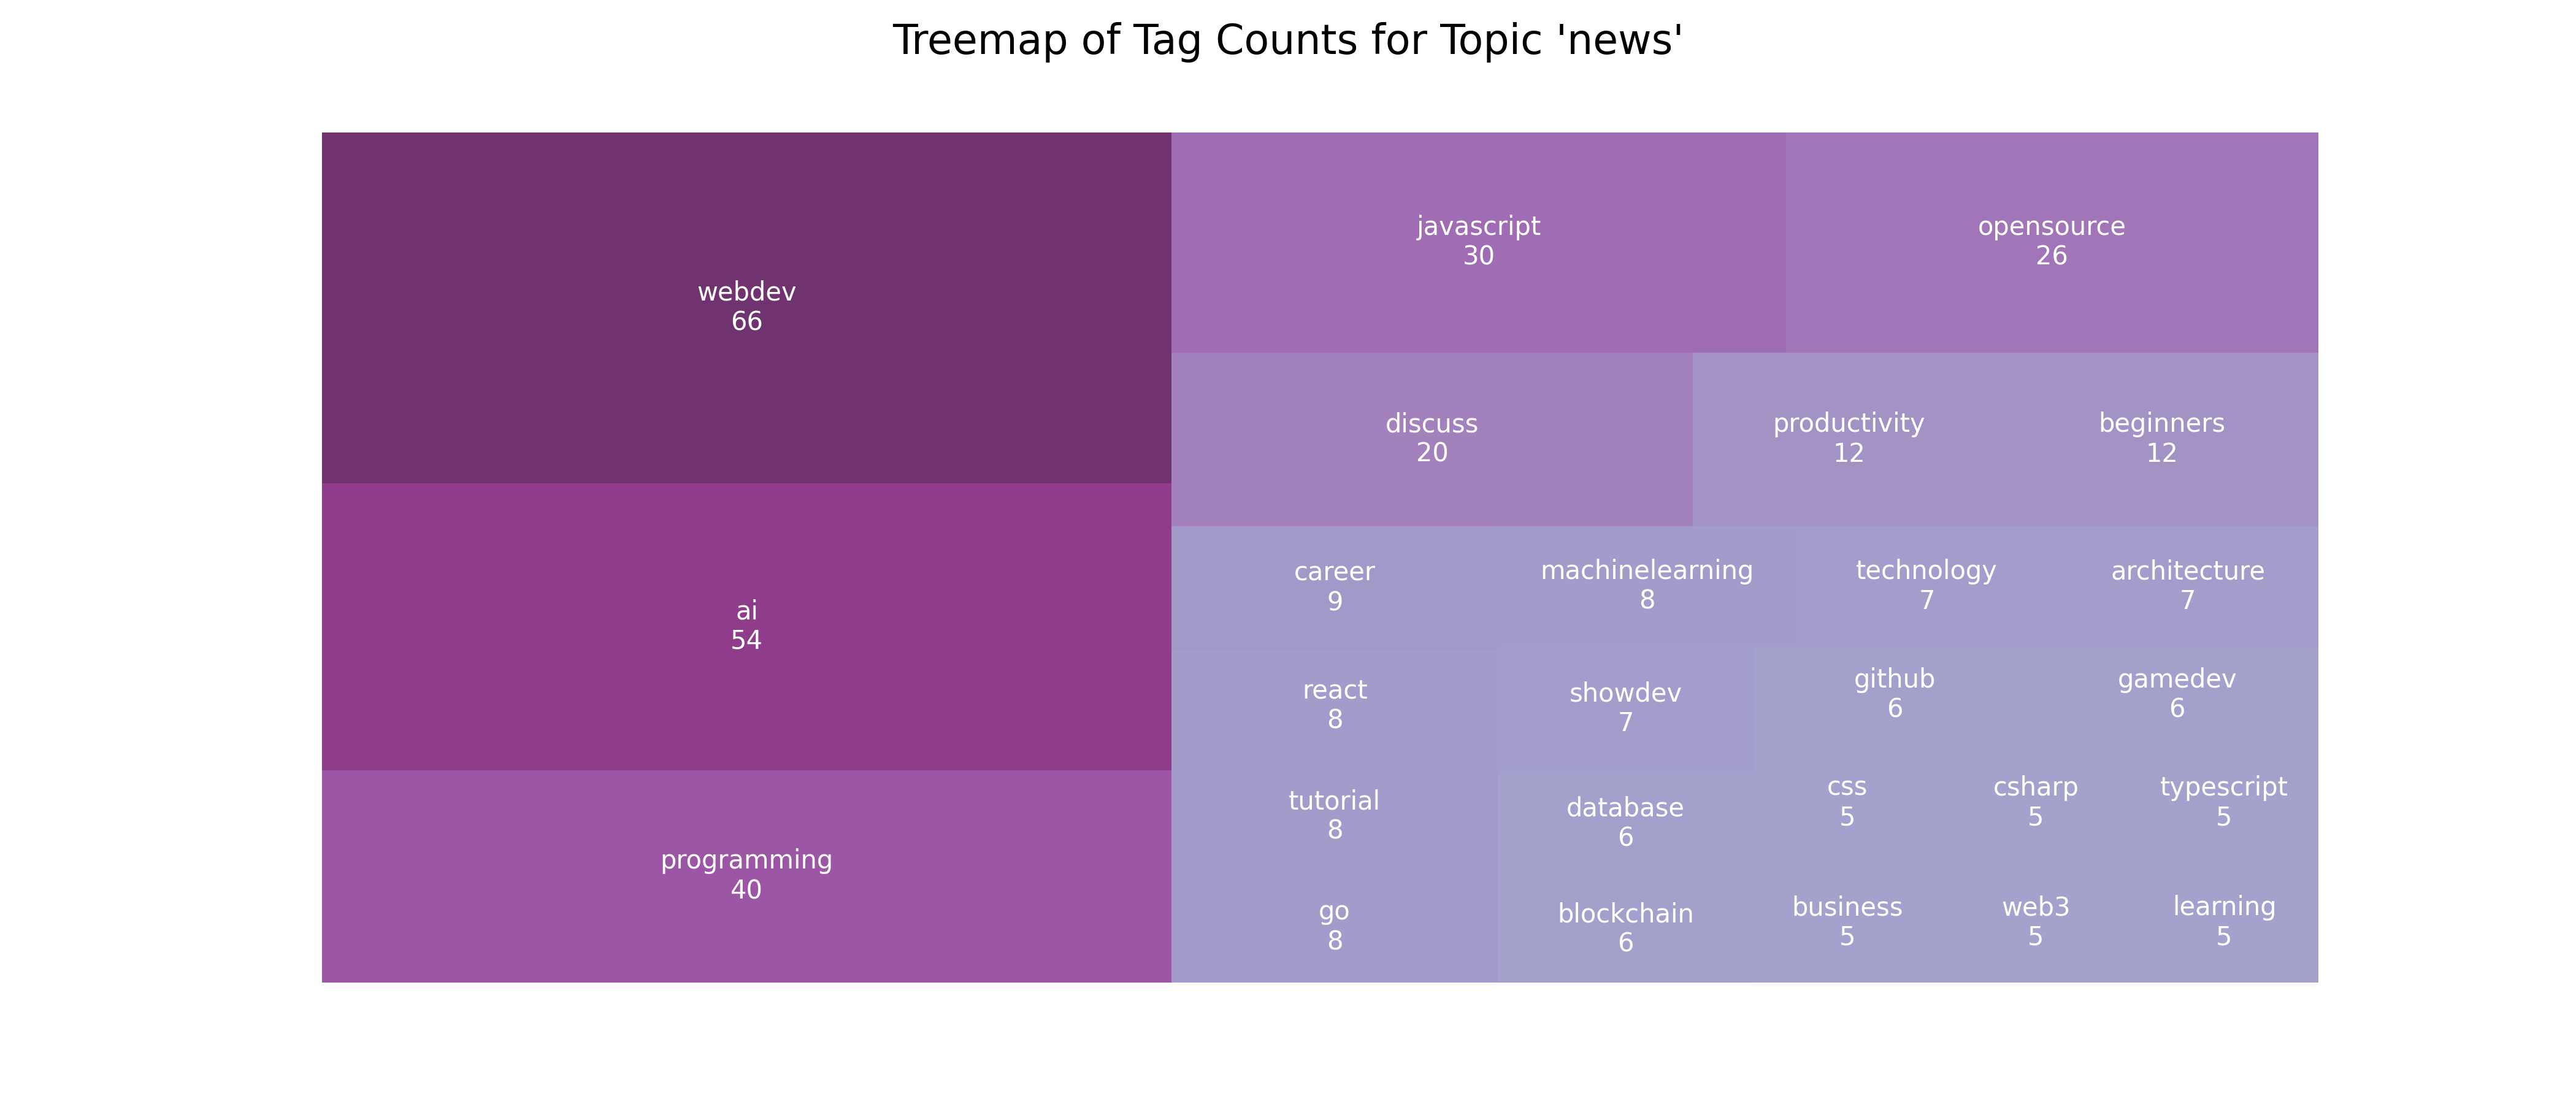 Treemap of Tag Counts for Topic 'news'
webdev
66
ai
54
programming
40
javascript
30
opensource
26
discuss
20
productivity
12
beginners
12
career
9
machinelearning
8
technology
7
architecture
7
react
8
showdev
7
github
6
gamedev
6
tutorial
8
database
6
css
5
csharp
5
typescript
5
go
8
blockchain
6
business
5
web3
5
learning
5